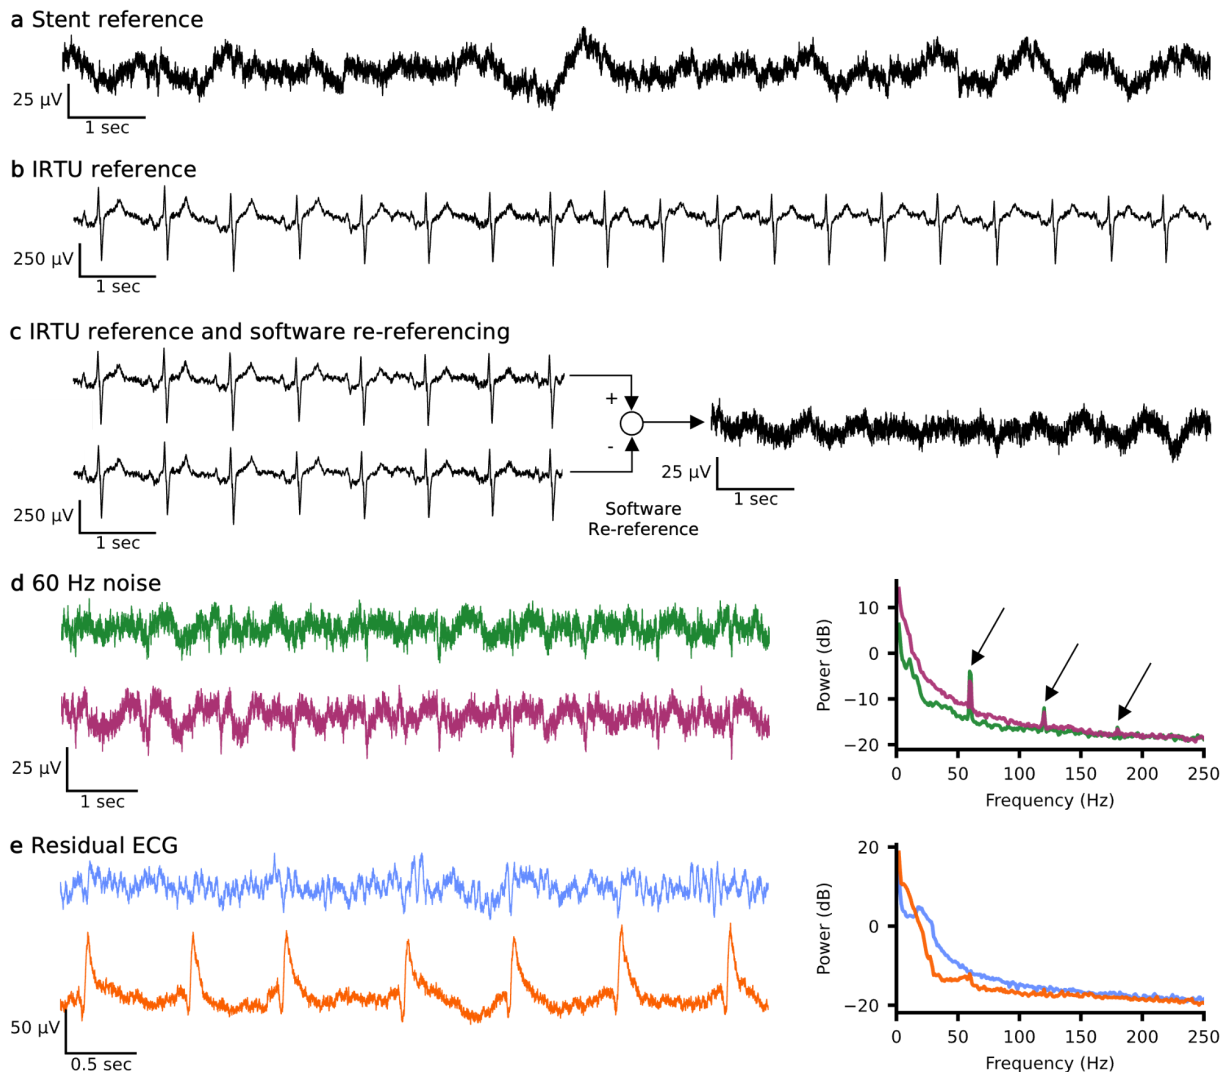 a Stent reference
25 µV
1 sec
b IRTU reference
250 µV
1 sec
c IRTU reference and software re-referencing
+
-
250 µV
1 sec
Software
Re-reference
25 µV
1 sec
d 60 Hz noise
25 µV
1 sec
Power (dB)
10
0
−10
−20
0 50 100 150 200 250
Frequency (Hz)
e Residual ECG
50 µV
0.5 sec
Power (dB)
20
0
−20
0 50 100 150 200 250
Frequency (Hz)